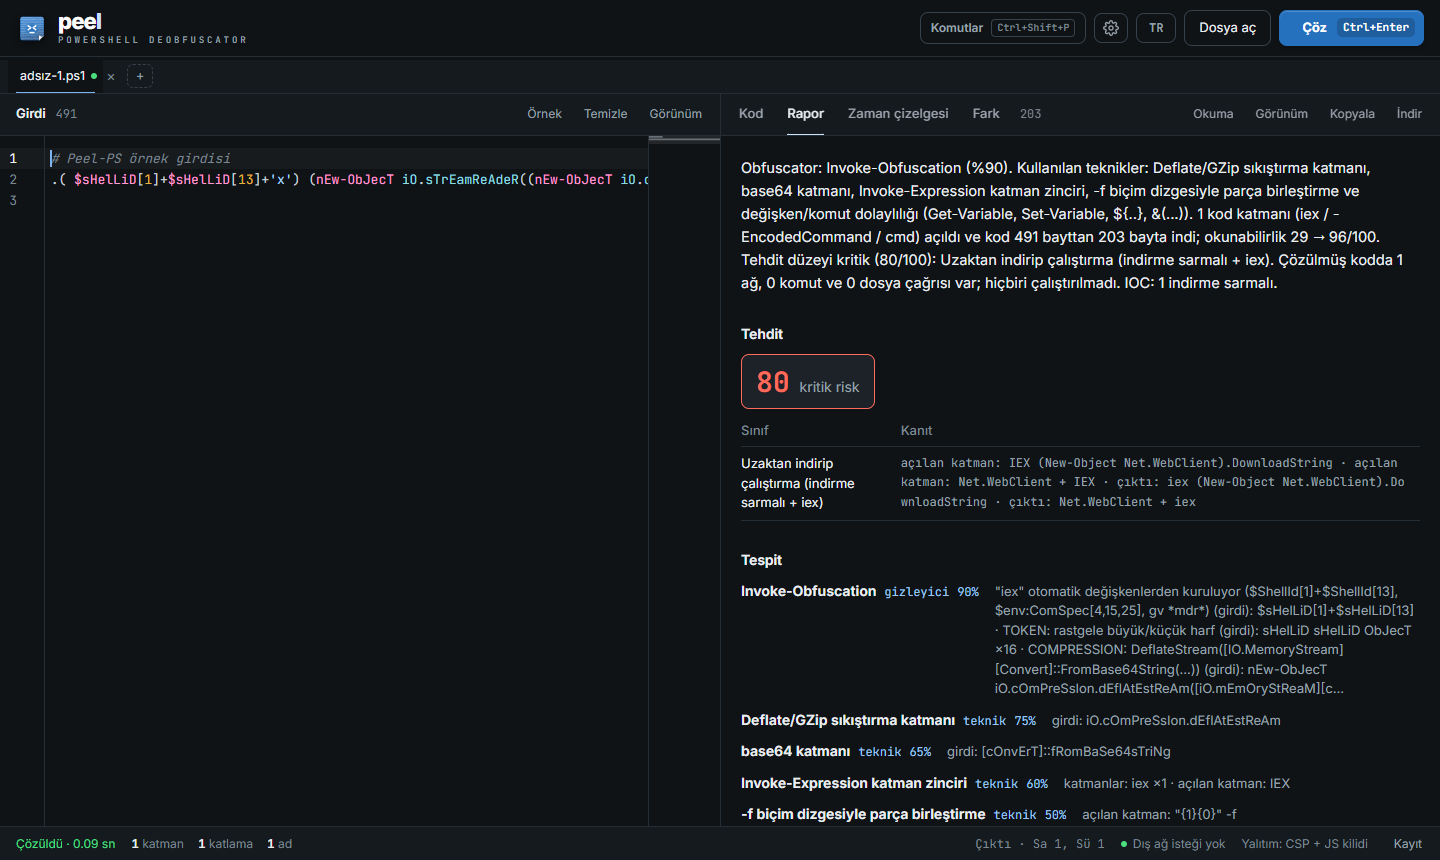 peel
POWERSHELL DEOBFUSCATOR
Komutlar Ctrl+Shift+P
TR
Dosya aç
Çöz Ctrl+Enter
adsız-1.ps1 ● ×
+
Girdi 491
Örnek Temizle Görünüm
Kod Rapor Zaman çizelgesi Fark 203
Okuma Görünüm Kopyala İndir
1 # Peel-PS örnek girdisi
2 .( $sHelLiD[1]+$sHelLiD[13]+'x') (nEw-ObJecT iO.sTrEamReAdeR((nEw-ObJecT iO.c
3
Obfuscator: Invoke-Obfuscation (%90). Kullanılan teknikler: Deflate/GZip sıkıştırma katmanı,
base64 katmanı, Invoke-Expression katman zinciri, -f biçim dizgesiyle parça birleştirme ve
değişken/komut dolaylılığı (Get-Variable, Set-Variable, ${..}, &(...)). 1 kod katmanı (iex / -
EncodedCommand / cmd) açıldı ve kod 491 bayttan 203 bayta indi; okunabilirlik 29 → 96/100.
Tehdit düzeyi kritik (80/100): Uzaktan indirip çalıştırma (indirme sarmalı + iex). Çözülmüş kodda 1
ağ, 0 komut ve 0 dosya çağrısı var; hiçbiri çalıştırılmadı. IOC: 1 indirme sarmalı.
Tehdit
80 kritik risk
Sınıf Kanıt
Uzaktan indirip
çalıştırma (indirme
sarmalı + iex)
açılan katman: IEX (New-Object Net.WebClient).DownloadString · açılan
katman: Net.WebClient + IEX · çıktı: iex (New-Object Net.WebClient).Do
wnloadString · çıktı: Net.WebClient + iex
Tespit
Invoke-Obfuscation gizleyici 90% "iex" otomatik değişkenlerden kuruluyor ($ShellId[1]+$ShellId[13],
$env:ComSpec[4,15,25], gv *mdr*) (girdi): $sHelLiD[1]+$sHelLiD[13]
· TOKEN: rastgele büyük/küçük harf (girdi): sHelLiD sHelLiD ObJecT
×16 · COMPRESSION: DeflateStream([IO.MemoryStream]
[Convert]::FromBase64String(...)) (girdi): nEw-ObJecT
iO.cOmPreSsIon.dEflAtEstReAm([iO.mEmOryStReaM][c...
Deflate/GZip sıkıştırma katmanı teknik 75% girdi: iO.cOmPreSsIon.dEflAtEstReAm
base64 katmanı teknik 65% girdi: [cOnvErT]::fRomBaSe64sTriNg
Invoke-Expression katman zinciri teknik 60% katmanlar: iex ×1 · açılan katman: IEX
-f biçim dizgesiyle parça birleştirme teknik 50% açılan katman: "{1}{0}" -f
Çözüldü · 0.09 sn 1 katman 1 katlama 1 ad
Çıktı · Sa 1, Sü 1 ● Dış ağ isteği yok Yalıtım: CSP + JS kilidi Kayıt